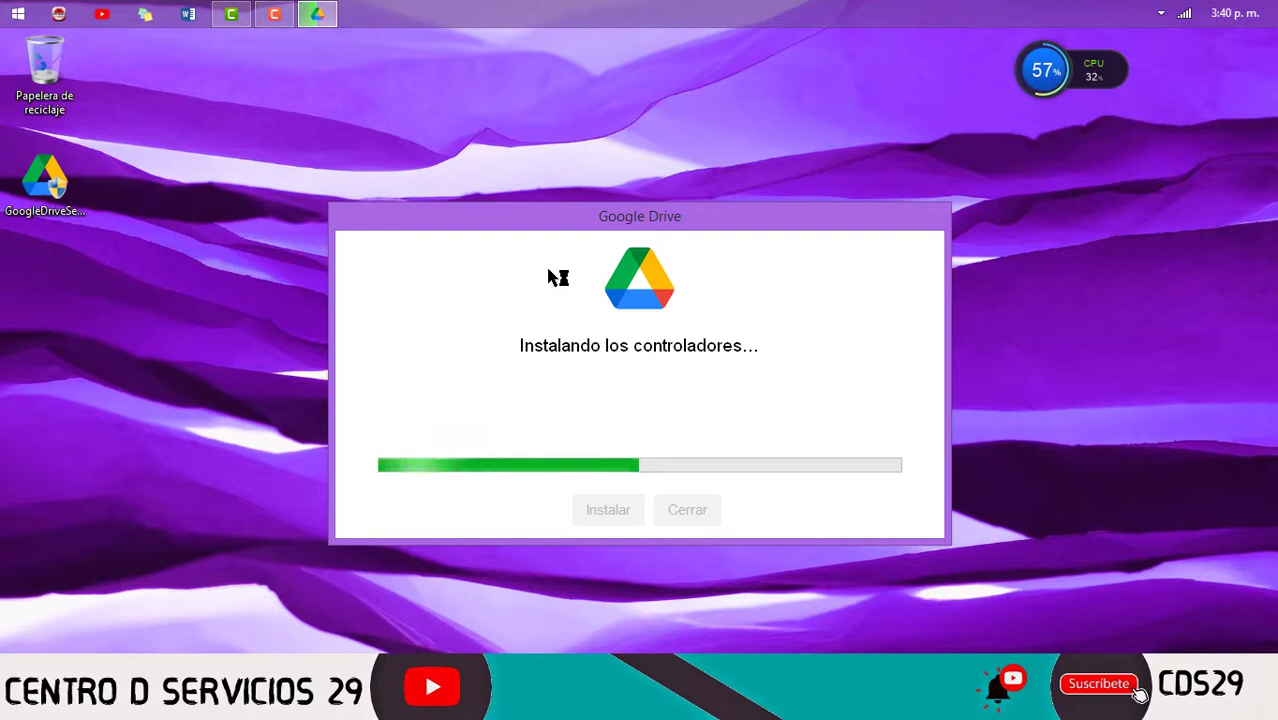 3:40 p. m.
57%
CPU
32%
Papelera de
reciclaje
GoogleDriveSe...
Google Drive
Instalando los controladores...
Instalar
Cerrar
CENTRO D SERVICIOS 29
Suscríbete
CDS29